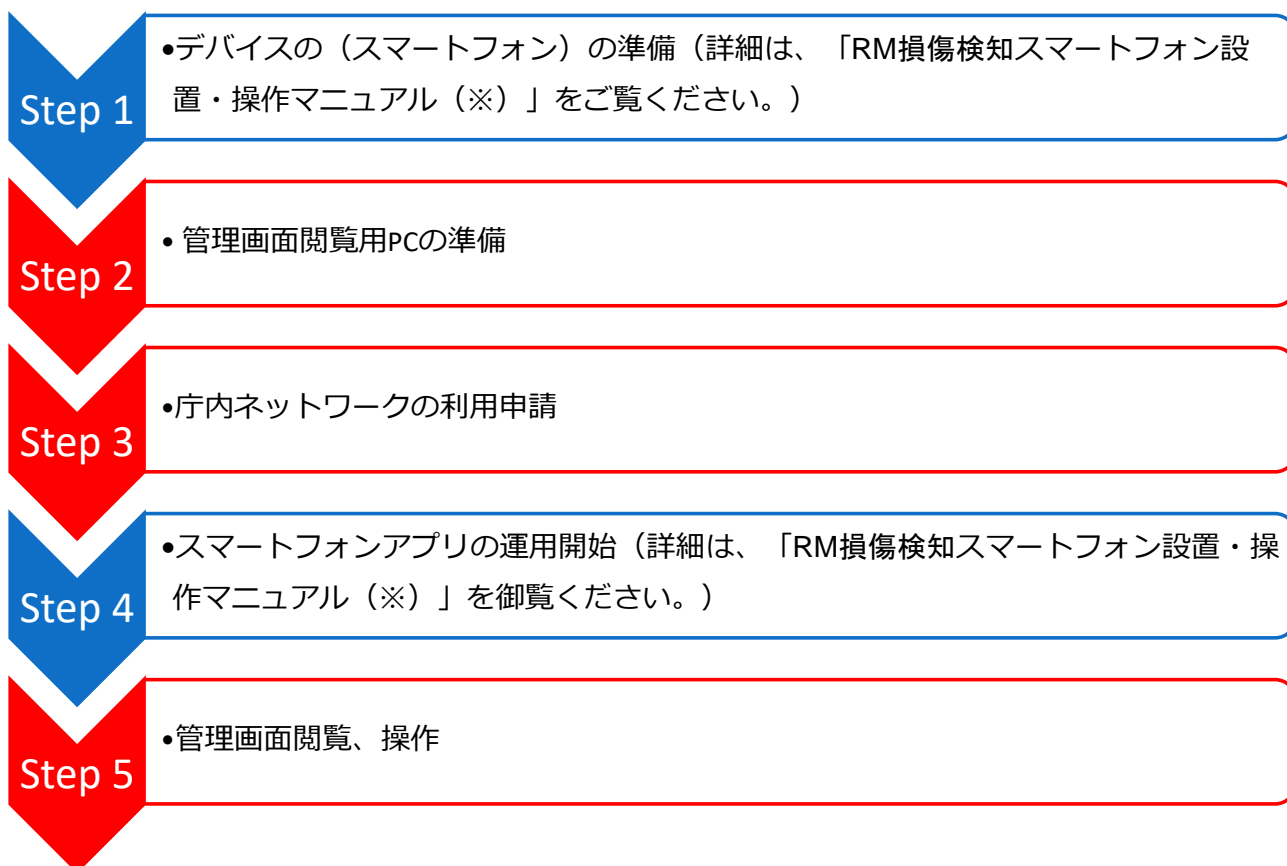 Step 1
•デバイスの（スマートフォン）の準備（詳細は、「RM損傷検知スマートフォン設
置・操作マニュアル（※）」をご覧ください。）
Step 2
• 管理画面閲覧用PCの準備
Step 3
•庁内ネットワークの利用申請
Step 4
•スマートフォンアプリの運用開始（詳細は、「RM損傷検知スマートフォン設置・操
作マニュアル（※）」を御覧ください。）
Step 5
•管理画面閲覧、操作